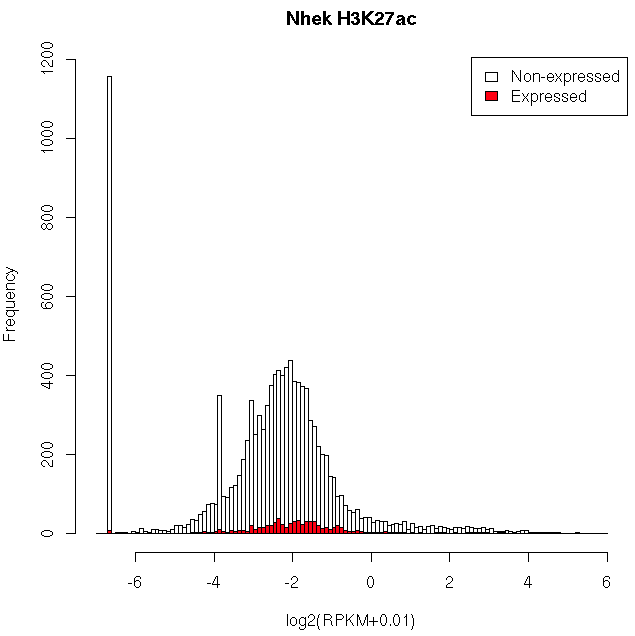 Nhek H3K27ac
Non-expressed
Expressed
Frequency
1200
1000
800
600
400
200
0
-6 -4 -2 0 2 4 6
log2(RPKM+0.01)